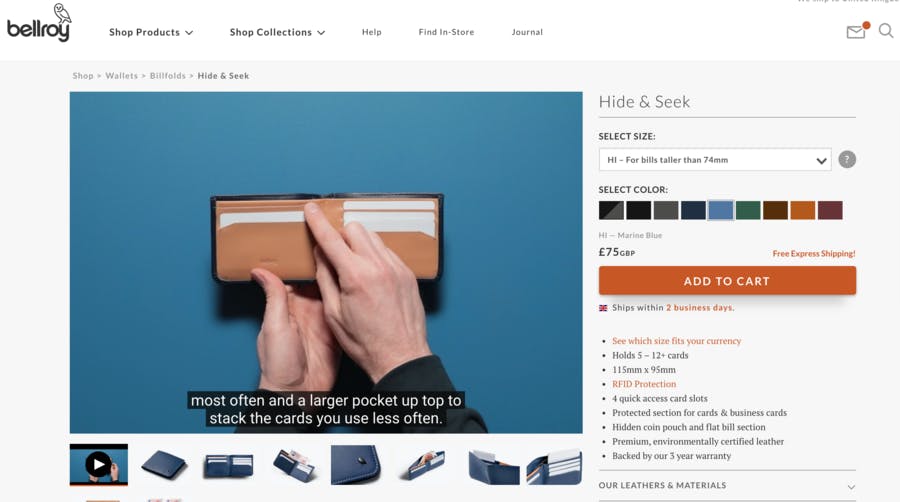 We ship to United Kingdom
bellroy
Shop Products
Shop Collections
Help
Find In-Store
Journal
Shop > Wallets > Billfolds > Hide & Seek
most often and a larger pocket up top to
stack the cards you use less often.
Hide & Seek
SELECT SIZE:
HI – For bills taller than 74mm
?
SELECT COLOR:
HI — Marine Blue
£75GBP
Free Express Shipping!
ADD TO CART
Ships within 2 business days.
See which size fits your currency
Holds 5 – 12+ cards
115mm x 95mm
RFID Protection
4 quick access card slots
Protected section for cards & business cards
Hidden coin pouch and flat bill section
Premium, environmentally certified leather
Backed by our 3 year warranty
OUR LEATHERS & MATERIALS